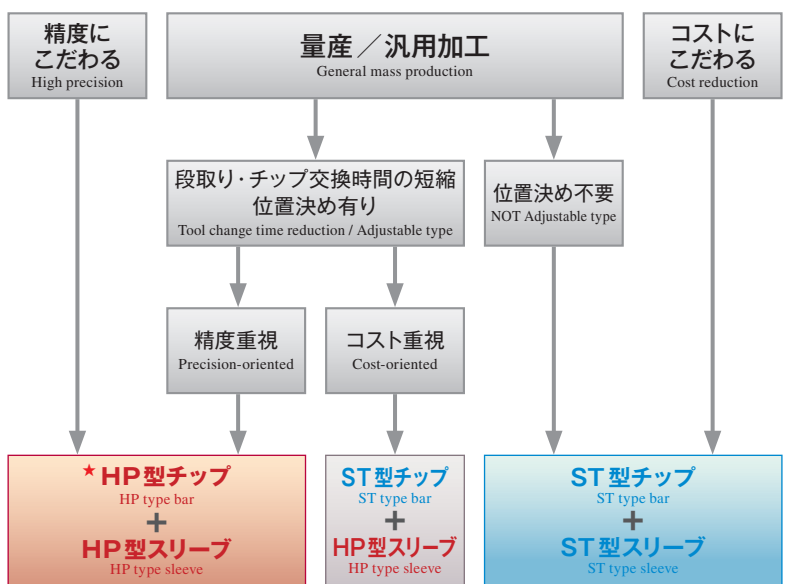 精度に
こだわる
High precision
量産／汎用加工
General mass production
コストに
こだわる
Cost reduction
段取り・チップ交換時間の短縮
位置決め有り
Tool change time reduction / Adjustable type
位置決め不要
NOT Adjustable type
精度重視
Precision-oriented
コスト重視
Cost-oriented
★HP型チップ
HP type bar
+
HP型スリーブ
HP type sleeve
ST型チップ
ST type bar
+
HP型スリーブ
HP type sleeve
ST型チップ
ST type bar
+
ST型スリーブ
ST type sleeve